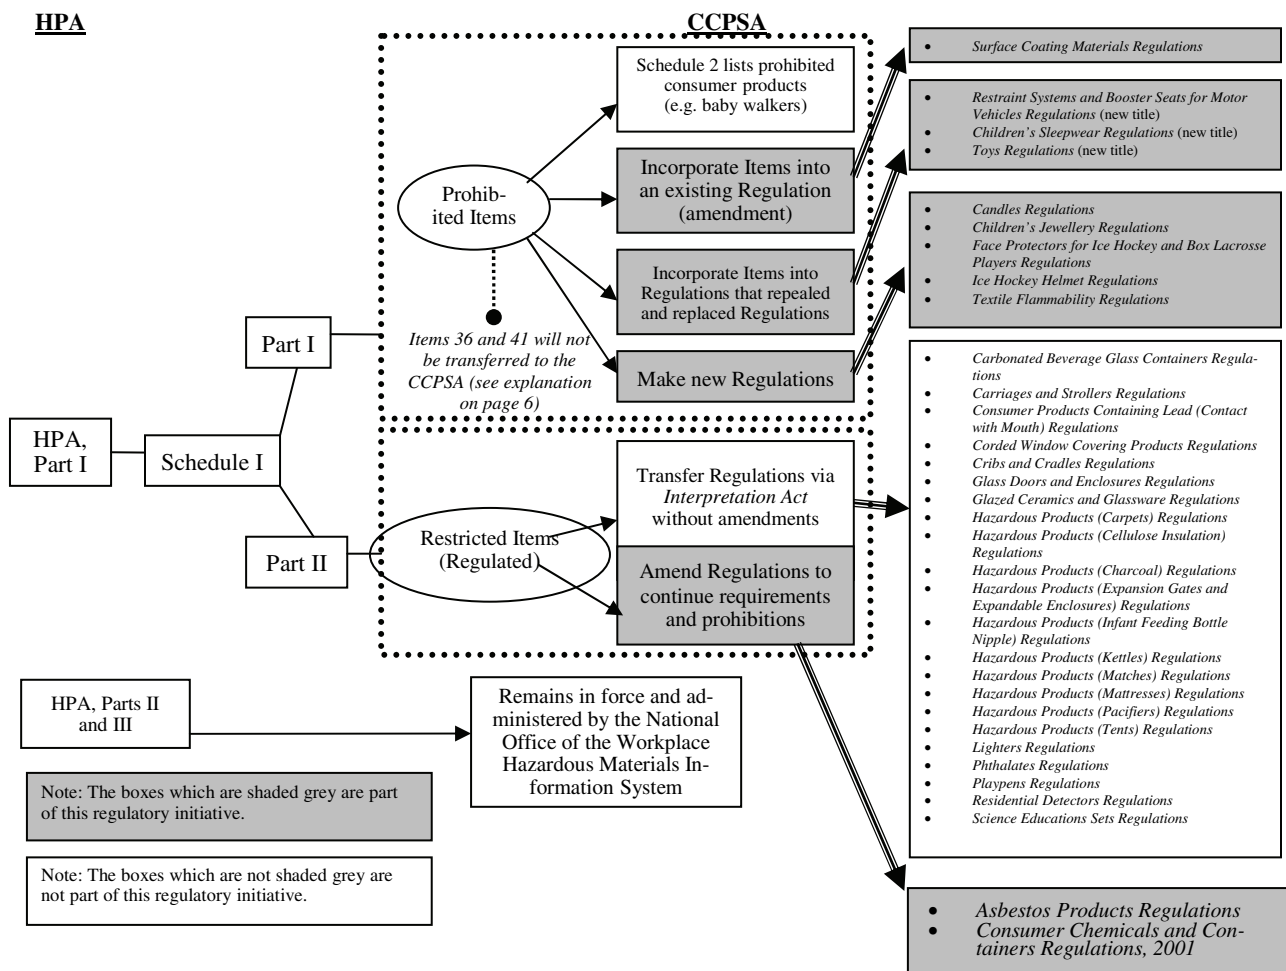 HPA
CCPSA
Schedule 2 lists prohibited
consumer products
(e.g. baby walkers)
Prohib-
ited Items
Incorporate Items into
an existing Regulation
(amendment)
Incorporate Items into
Regulations that repealed
and replaced Regulations
Make new Regulations
Items 36 and 41 will not
be transferred to the
CCPSA (see explanation
on page 6)
Part I
HPA,
Part I
Schedule I
Part II
Restricted Items
(Regulated)
Transfer Regulations via
Interpretation Act
without amendments
Amend Regulations to
continue requirements
and prohibitions
HPA, Parts II
and III
Remains in force and ad-
ministered by the National
Office of the Workplace
Hazardous Materials In-
formation System
Note: The boxes which are shaded grey are part
of this regulatory initiative.
Note: The boxes which are not shaded grey are
not part of this regulatory initiative.
• Surface Coating Materials Regulations
• Restraint Systems and Booster Seats for Motor
Vehicles Regulations (new title)
• Children's Sleepwear Regulations (new title)
• Toys Regulations (new title)
• Candles Regulations
• Children's Jewellery Regulations
• Face Protectors for Ice Hockey and Box Lacrosse
Players Regulations
• Ice Hockey Helmet Regulations
• Textile Flammability Regulations
• Carbonated Beverage Glass Containers Regula-
tions
• Carriages and Strollers Regulations
• Consumer Products Containing Lead (Contact
with Mouth) Regulations
• Corded Window Covering Products Regulations
• Cribs and Cradles Regulations
• Glass Doors and Enclosures Regulations
• Glazed Ceramics and Glassware Regulations
• Hazardous Products (Carpets) Regulations
• Hazardous Products (Cellulose Insulation)
Regulations
• Hazardous Products (Charcoal) Regulations
• Hazardous Products (Expansion Gates and
Expandable Enclosures) Regulations
• Hazardous Products (Infant Feeding Bottle
Nipple) Regulations
• Hazardous Products (Kettles) Regulations
• Hazardous Products (Matches) Regulations
• Hazardous Products (Mattresses) Regulations
• Hazardous Products (Pacifiers) Regulations
• Hazardous Products (Tents) Regulations
• Lighters Regulations
• Phthalates Regulations
• Playpens Regulations
• Residential Detectors Regulations
• Science Educations Sets Regulations
• Asbestos Products Regulations
• Consumer Chemicals and Con-
tainers Regulations, 2001